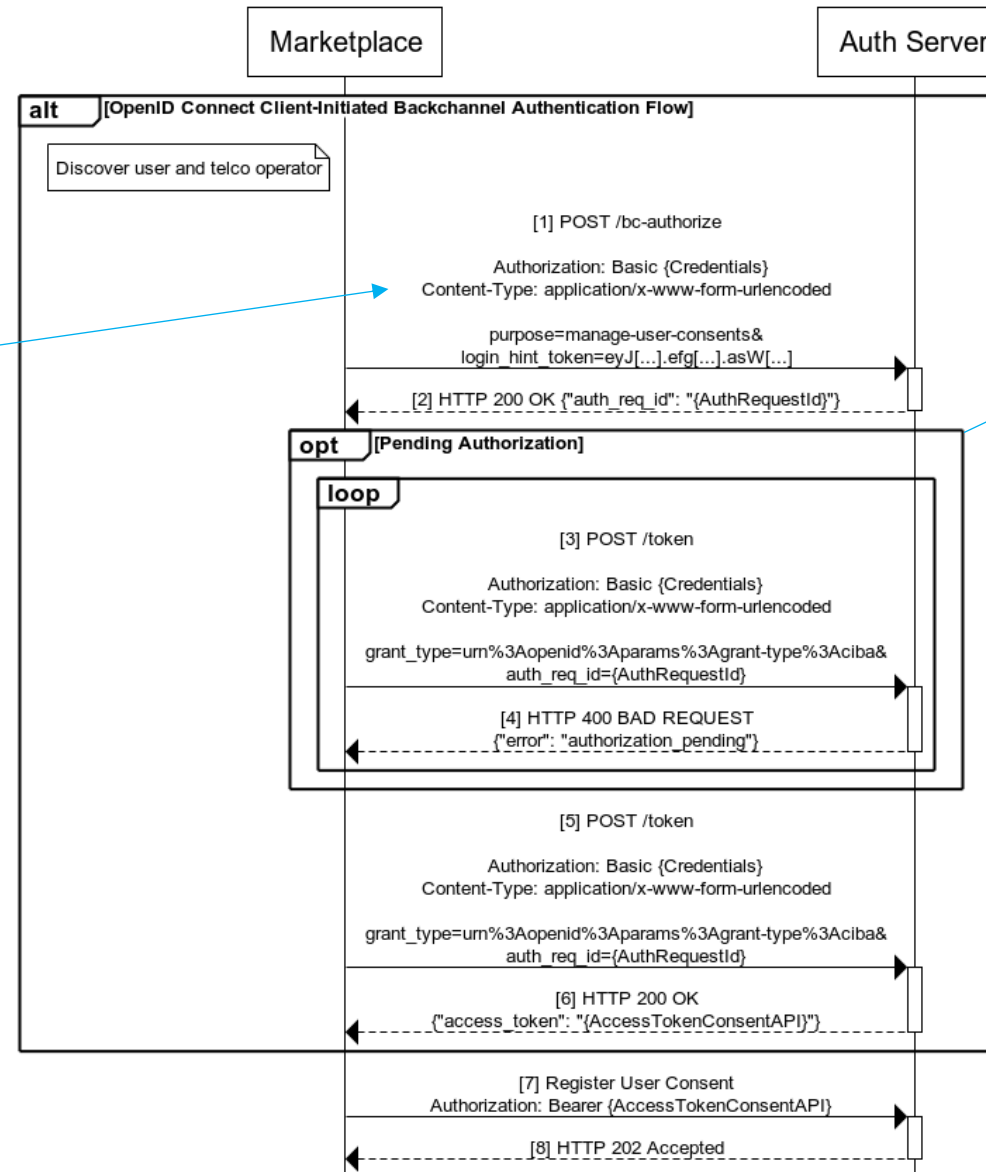 Marketplace
Auth Server
alt
[OpenID Connect Client-Initiated Backchannel Authentication Flow]
Discover user and telco operator
[1] POST /bc-authorize
Authorization: Basic {Credentials}
Content-Type: application/x-www-form-urlencoded
purpose=manage-user-consents&
login_hint_token=eyJ[...].efg[...].asW[...]
[2] HTTP 200 OK {"auth_req_id": "{AuthRequestId}"}
opt
[Pending Authorization]
loop
[3] POST /token
Authorization: Basic {Credentials}
Content-Type: application/x-www-form-urlencoded
grant_type=urn%3Aopenid%3Aparams%3Agrant-type%3Aciba&
auth_req_id={AuthRequestId}
[4] HTTP 400 BAD REQUEST
{"error": "authorization_pending"}
[5] POST /token
Authorization: Basic {Credentials}
Content-Type: application/x-www-form-urlencoded
grant_type=urn%3Aopenid%3Aparams%3Agrant-type%3Aciba&
auth_req_id={AuthRequestId}
[6] HTTP 200 OK
{"access_token": "{AccessTokenConsentAPI}"}
[7] Register User Consent
Authorization: Bearer {AccessTokenConsentAPI}
[8] HTTP 202 Accepted